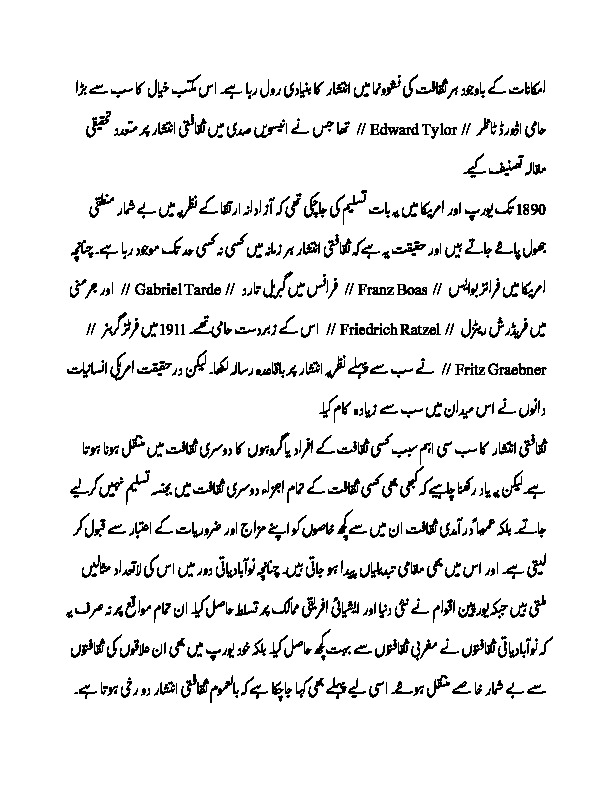 امکانات کے باوجود ہر ثقافت کی نشوونما میں انتشار کا بنیادی رول رہا ہے۔ اس مکتب خیال کا سب سے بڑا
حامی اڈورڈ ٹائلر // Edward Tylor // تھا جس نے انیسویں صدی میں ثقافتی انتشار پر متعدد تحقیقی
مقالہ تصنیف کیے۔
1890 تک یورپ اور امریکا میں یہ بات تسلیم کی جاچکی تھی کہ آزادانہ ارتقا کے نظریہ میں بے شمار منطقی
جھول پائے جاتے ہیں اور حقیقت یہ ہے کہ ثقافتی انتشار ہر زمانہ میں کسی نہ کسی حد تک موجود رہا ہے۔ چنانچہ
امریکا میں فرانز بوایس // Franz Boas // فرانس میں گبریل تارد // Gabriel Tarde // اور جرمنی
میں فریڈرش ریٹزل // Friedrich Ratzel // اس کے زبردست حامی تھے۔ 1911 میں فرٹز گریبنر //
Fritz Graebner // نے سب سے پہلے نظریہ انتشار پر باقاعدہ رسالہ لکھا۔ لیکن درحقیقت امریکی انسانیات
دانوں نے اس میدان میں سب سے زیادہ کام کیا۔
ثقافتی انتشار کا سب سی اہم سبب کسی ثقافت کے افراد یا گروہوں کا دوسری ثقافت میں منتقل ہونا ہوتا
ہے۔ لیکن یہ یاد رکھنا چاہیے کہ کبھی بھی کسی ثقافت کے تمام اجزاء دوسری ثقافت میں بجنسہ تسلیم نہیں کرلیے
جاتے۔ بلکہ عموماً درآمدی ثقافت ان میں سے کچھ خاصوں کو اپنے مزاج اور ضروریات کے اعتبار سے قبول کر
لیتی ہے۔ اور اس میں بھی مقامی تبدیلیاں پیدا ہو جاتی ہیں۔ چنانچہ نوآبادیاتی دور میں اس کی لاتعداد مثالیں
ملتی ہیں جبکہ یورپین اقوام نے نئی دنیا اور ایشیائی افریقی ممالک پر تسلط حاصل کیا۔ ان تمام مواقع پر نہ صرف یہ
کہ نوآبادیاتی ثقافتوں نے مغربی ثقافتوں سے بہت کچھ حاصل کیا۔ بلکہ خود یورپ میں بھی ان علاقوں کی ثقافتوں
سے بے شمار خاصے منتقل ہوئے۔ اسی لیے پہلے بھی کہا جاچکا ہے کہ بالعموم ثقافتی انتشار دو رخی ہوتا ہے۔